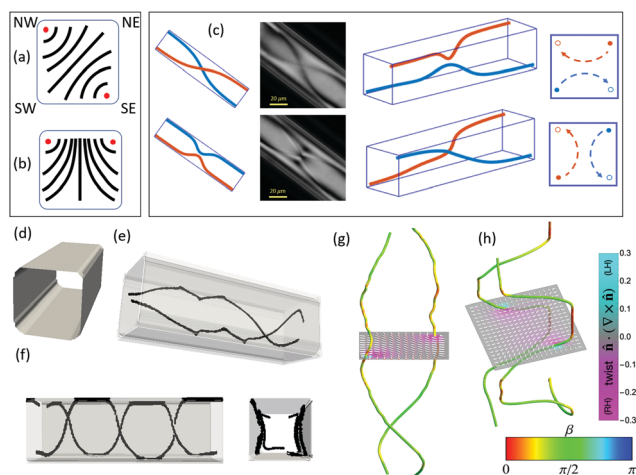 NW NE
(a)
SW SE
(b)
(c)
20 µm
20 µm
(d)
(e)
(f)
(g)
(h)
0.3
0.2
0.1
0.0
-0.1
-0.2
-0.3
(LH)
twist n̂ · (∇ × n̂)
(RH)
β
0 π/2 π